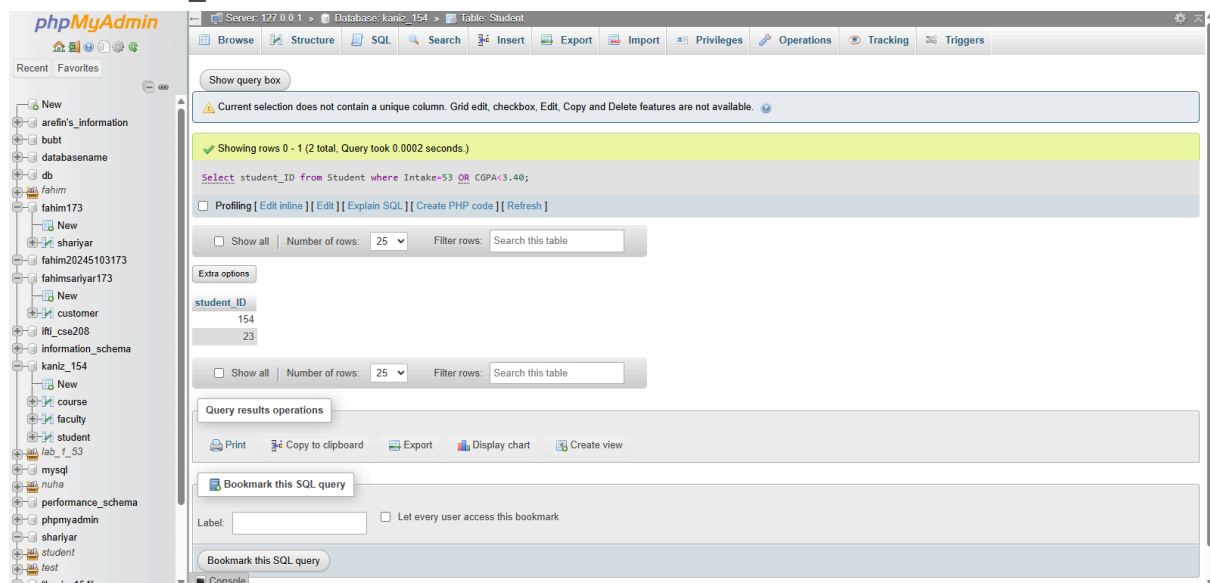 phpMyAdmin
Recent Favorites
New
arefin's_information
bubt
databasename
db
fahim
fahim173
New
shariyar
fahim20245103173
fahimsariyar173
New
customer
ifti_cse208
information_schema
kaniz_154
New
course
faculty
student
lab_1_53
mysql
nuha
performance_schema
phpmyadmin
shariyar
student
test
Server: 127.0.0.1 » Database: kaniz_154 » Table: Student
Browse Structure SQL Search Insert Export Import Privileges Operations Tracking Triggers
Show query box
Current selection does not contain a unique column. Grid edit, checkbox, Edit, Copy and Delete features are not available.
Showing rows 0 - 1 (2 total, Query took 0.0002 seconds.)
Select student_ID from Student where Intake=53 OR CGPA<3.40;
Profiling [ Edit inline ] [ Edit ] [ Explain SQL ] [ Create PHP code ] [ Refresh ]
Show all | Number of rows: 25 Filter rows: Search this table
Extra options
student_ID
154
23
Show all | Number of rows: 25 Filter rows: Search this table
Query results operations
Print Copy to clipboard Export Display chart Create view
Bookmark this SQL query
Label: Let every user access this bookmark
Bookmark this SQL query
Console